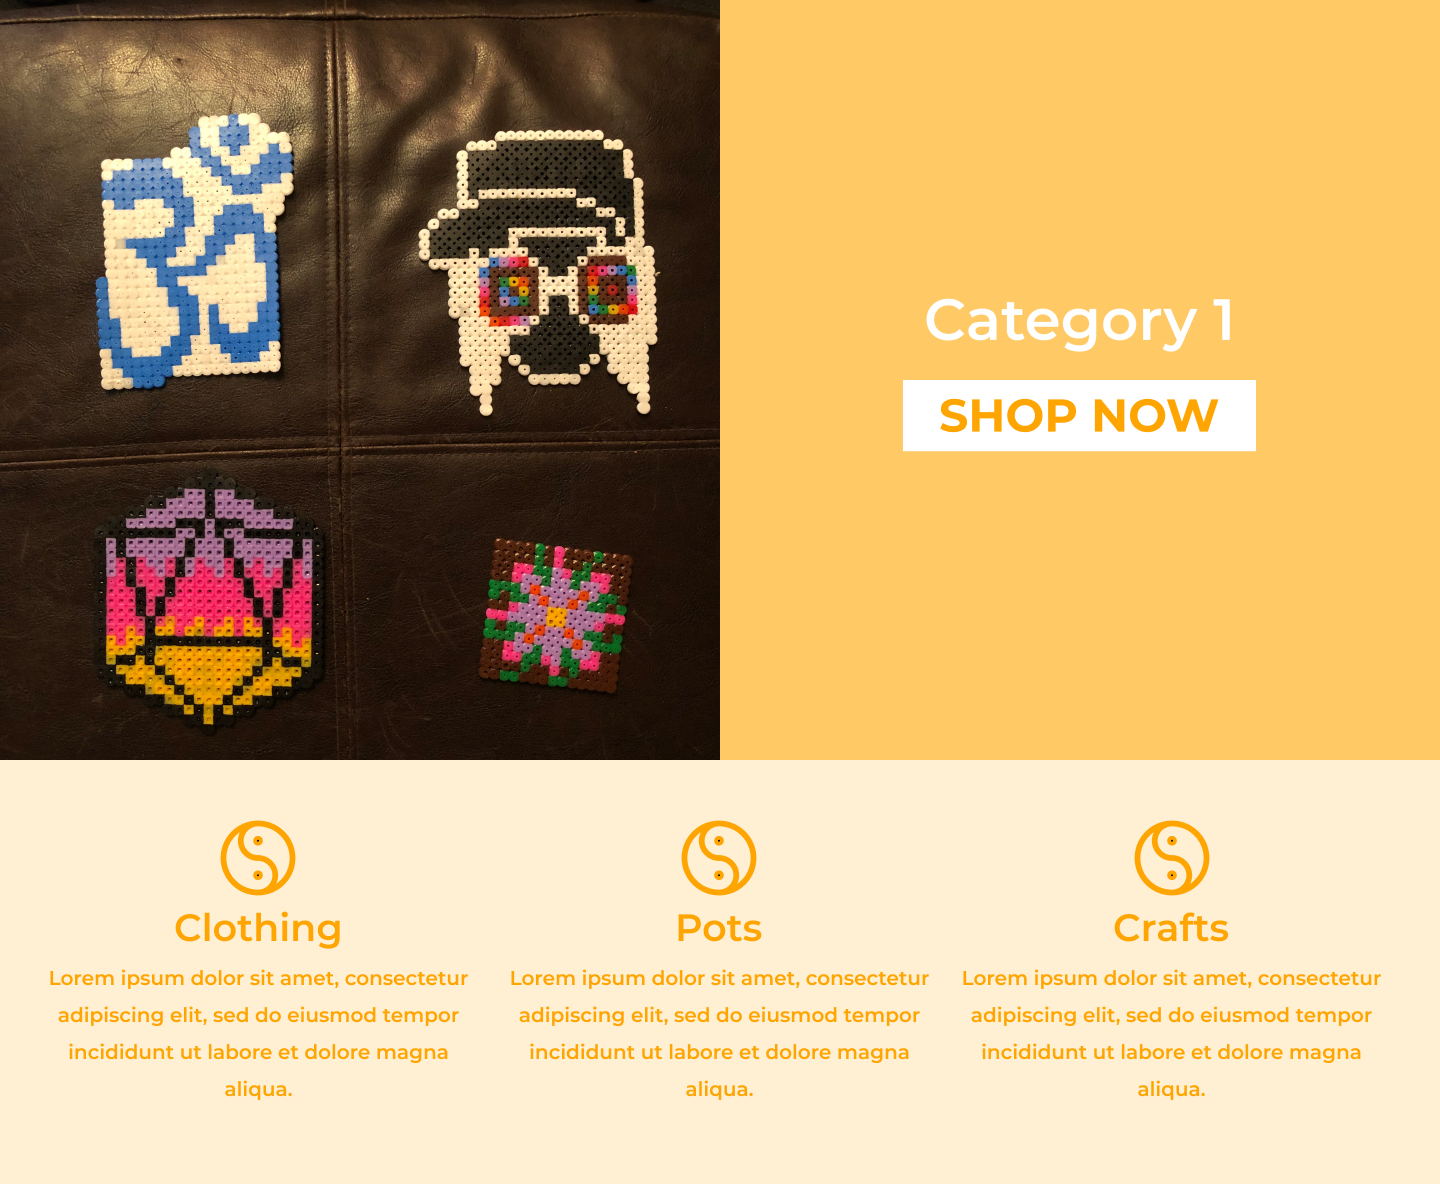 Category 1
SHOP NOW
Clothing
Lorem ipsum dolor sit amet, consectetur
adipiscing elit, sed do eiusmod tempor
incididunt ut labore et dolore magna
aliqua.
Pots
Lorem ipsum dolor sit amet, consectetur
adipiscing elit, sed do eiusmod tempor
incididunt ut labore et dolore magna
aliqua.
Crafts
Lorem ipsum dolor sit amet, consectetur
adipiscing elit, sed do eiusmod tempor
incididunt ut labore et dolore magna
aliqua.